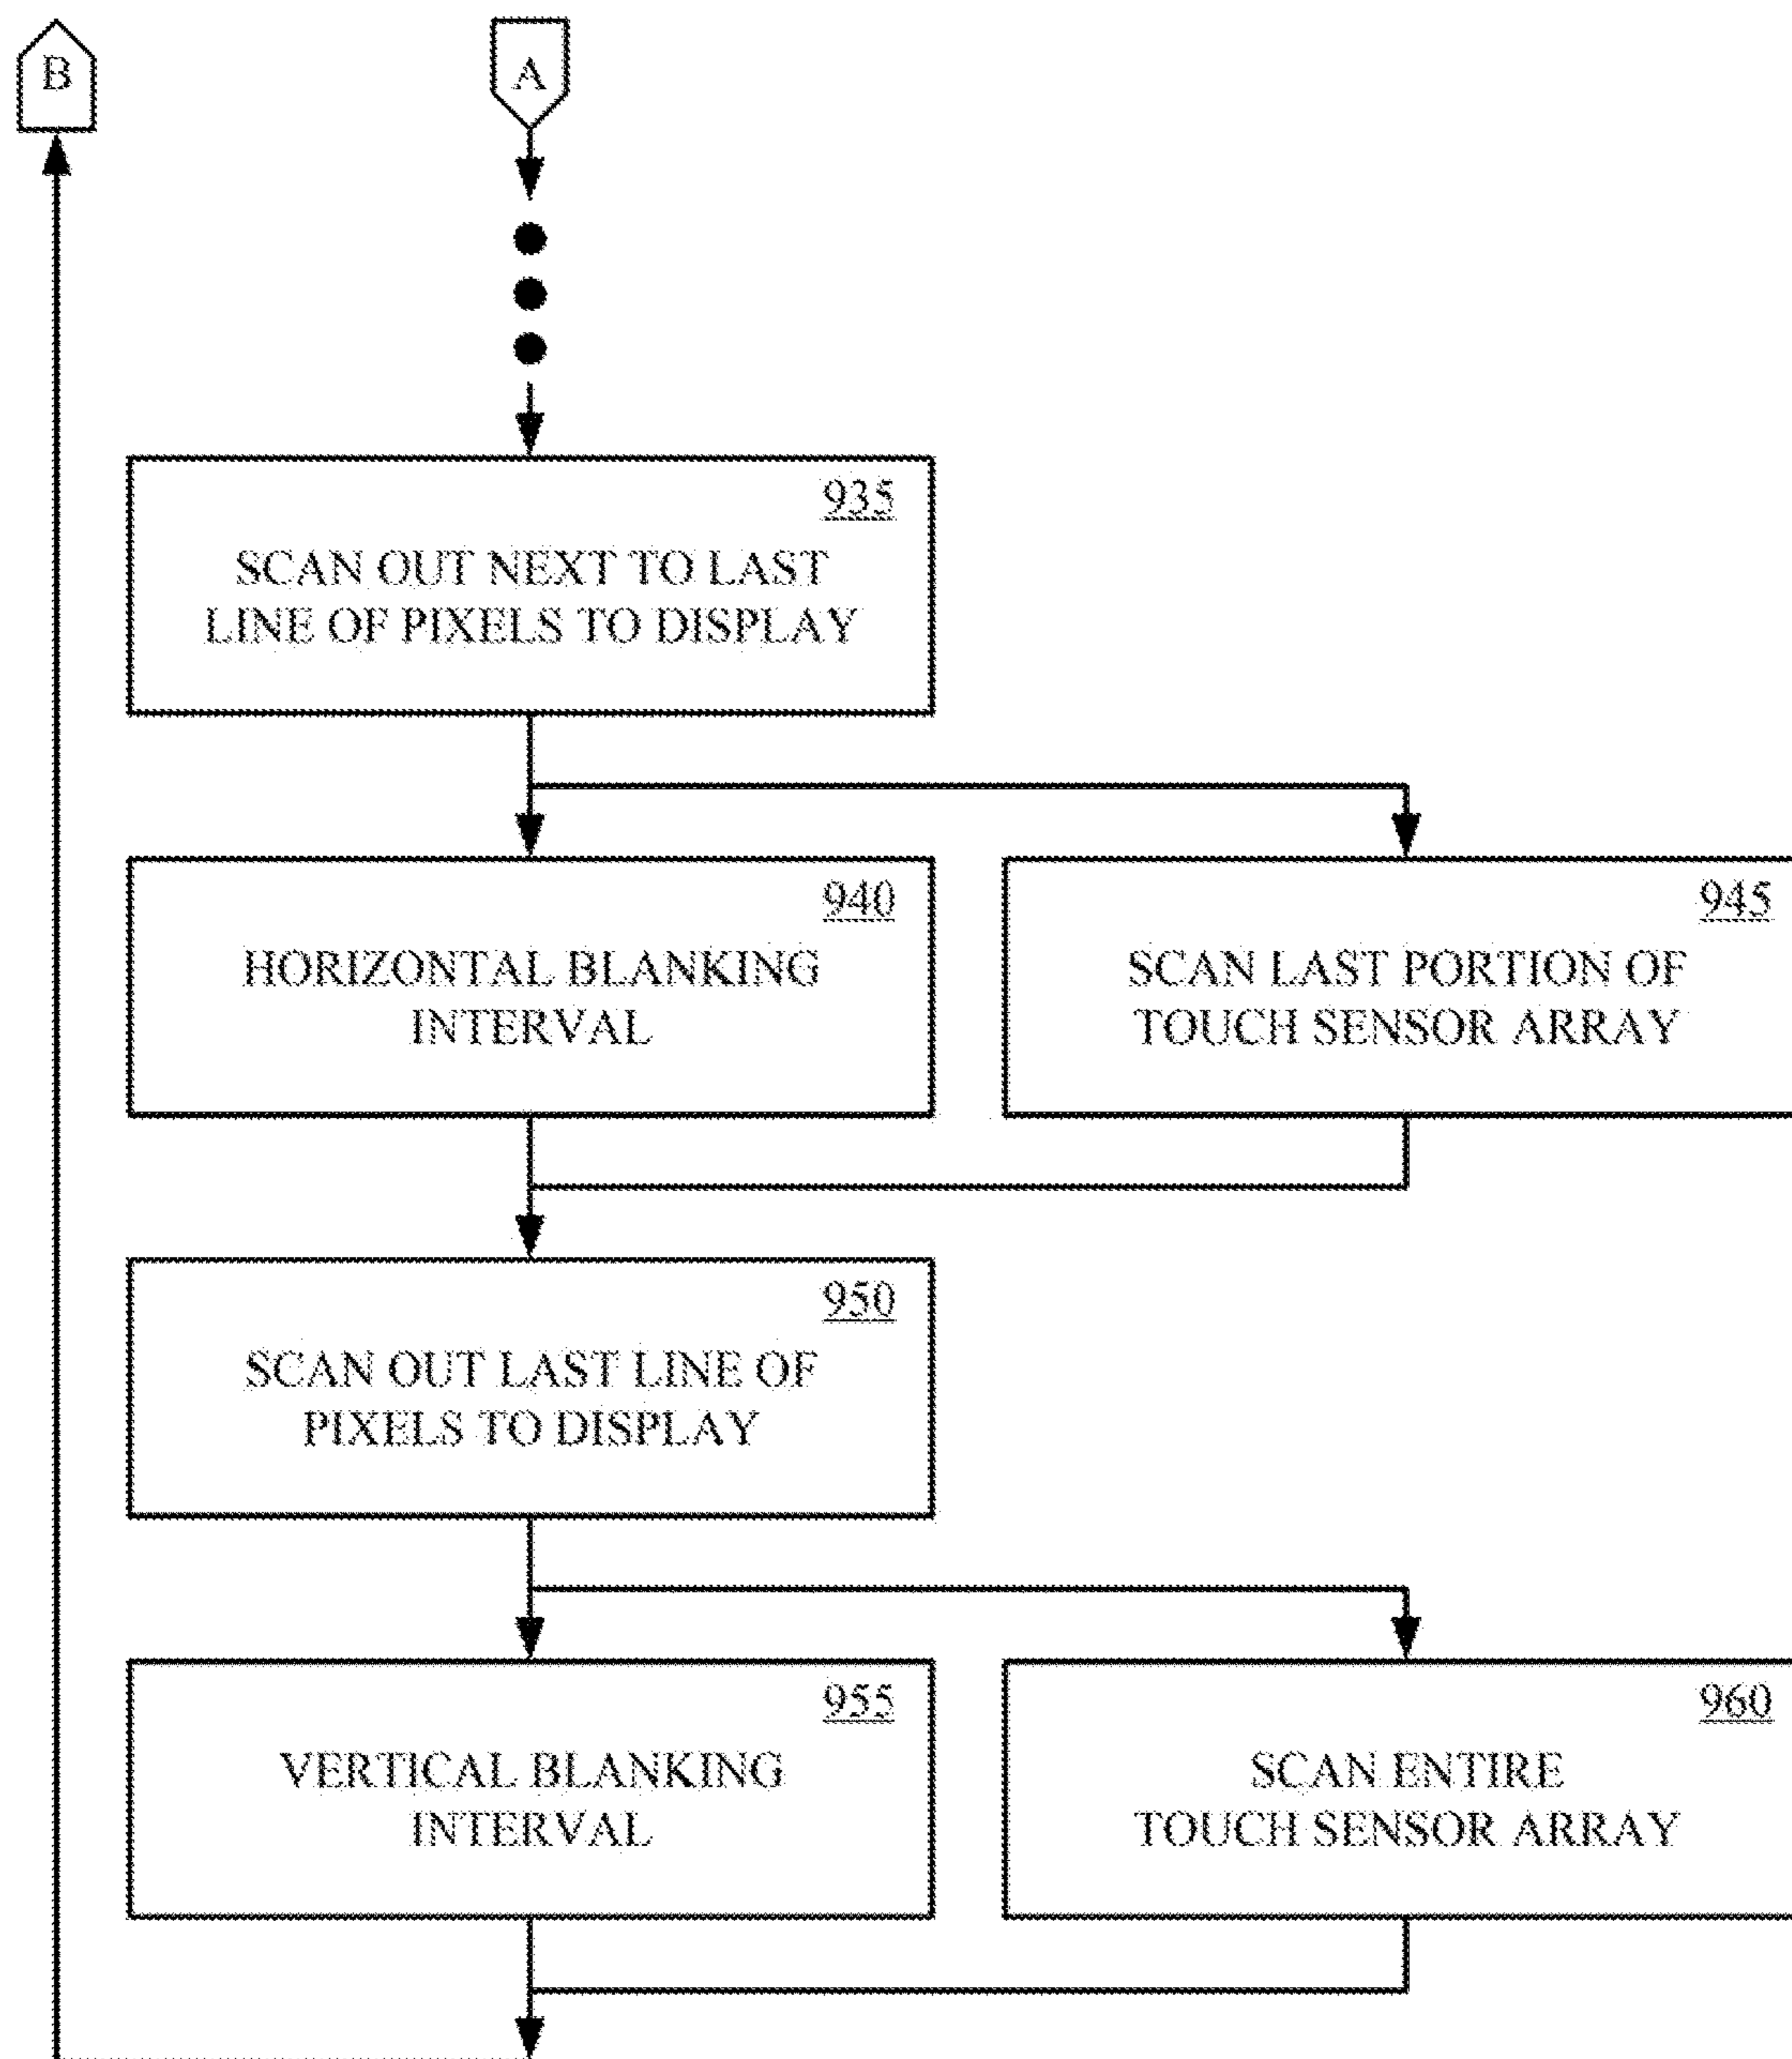 B
A
935
SCAN OUT NEXT TO LAST
LINE OF PIXELS TO DISPLAY
940
HORIZONTAL BLANKING
INTERVAL
945
SCAN LAST PORTION OF
TOUCH SENSOR ARRAY
950
SCAN OUT LAST LINE OF
PIXELS TO DISPLAY
955
VERTICAL BLANKING
INTERVAL
960
SCAN ENTIRE
TOUCH SENSOR ARRAY